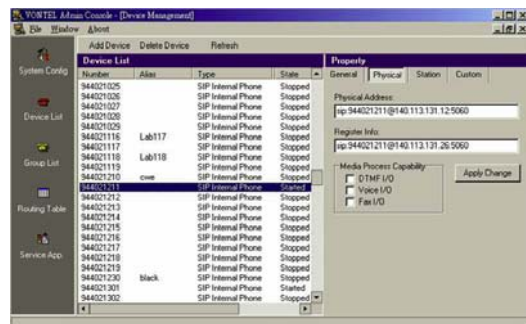 VONTEL Admin Console - [Device Management]
File Window About
Add Device Delete Device Refresh
System Config
Device List
Group List
Routing Table
Service App.
Device List
Number Alias Type State
944021025 SIP Internal Phone Stopped
944021026 SIP Internal Phone Stopped
944021027 SIP Internal Phone Stopped
944021028 SIP Internal Phone Stopped
944021029 SIP Internal Phone Stopped
944021116 Lab117 SIP Internal Phone Stopped
944021117 SIP Internal Phone Stopped
944021118 Lab118 SIP Internal Phone Stopped
944021119 SIP Internal Phone Stopped
944021210 cwe SIP Internal Phone Stopped
944021211 SIP Internal Phone Started
944021212 SIP Internal Phone Stopped
944021213 SIP Internal Phone Stopped
944021214 SIP Internal Phone Stopped
944021215 SIP Internal Phone Stopped
944021216 SIP Internal Phone Stopped
944021217 SIP Internal Phone Stopped
944021218 SIP Internal Phone Stopped
944021219 SIP Internal Phone Stopped
944021230 black SIP Internal Phone Stopped
944021301 SIP Internal Phone Started
944021302 SIP Internal Phone Stopped
Property
General Physical Station Custom
Physical Address:
sip:944021211@140.113.131.12:5060
Register Info:
sip:944021211@140.113.131.26:5060
Media Process Capability
DTMF I/O
Voice I/O
Fax I/O
Apply Change